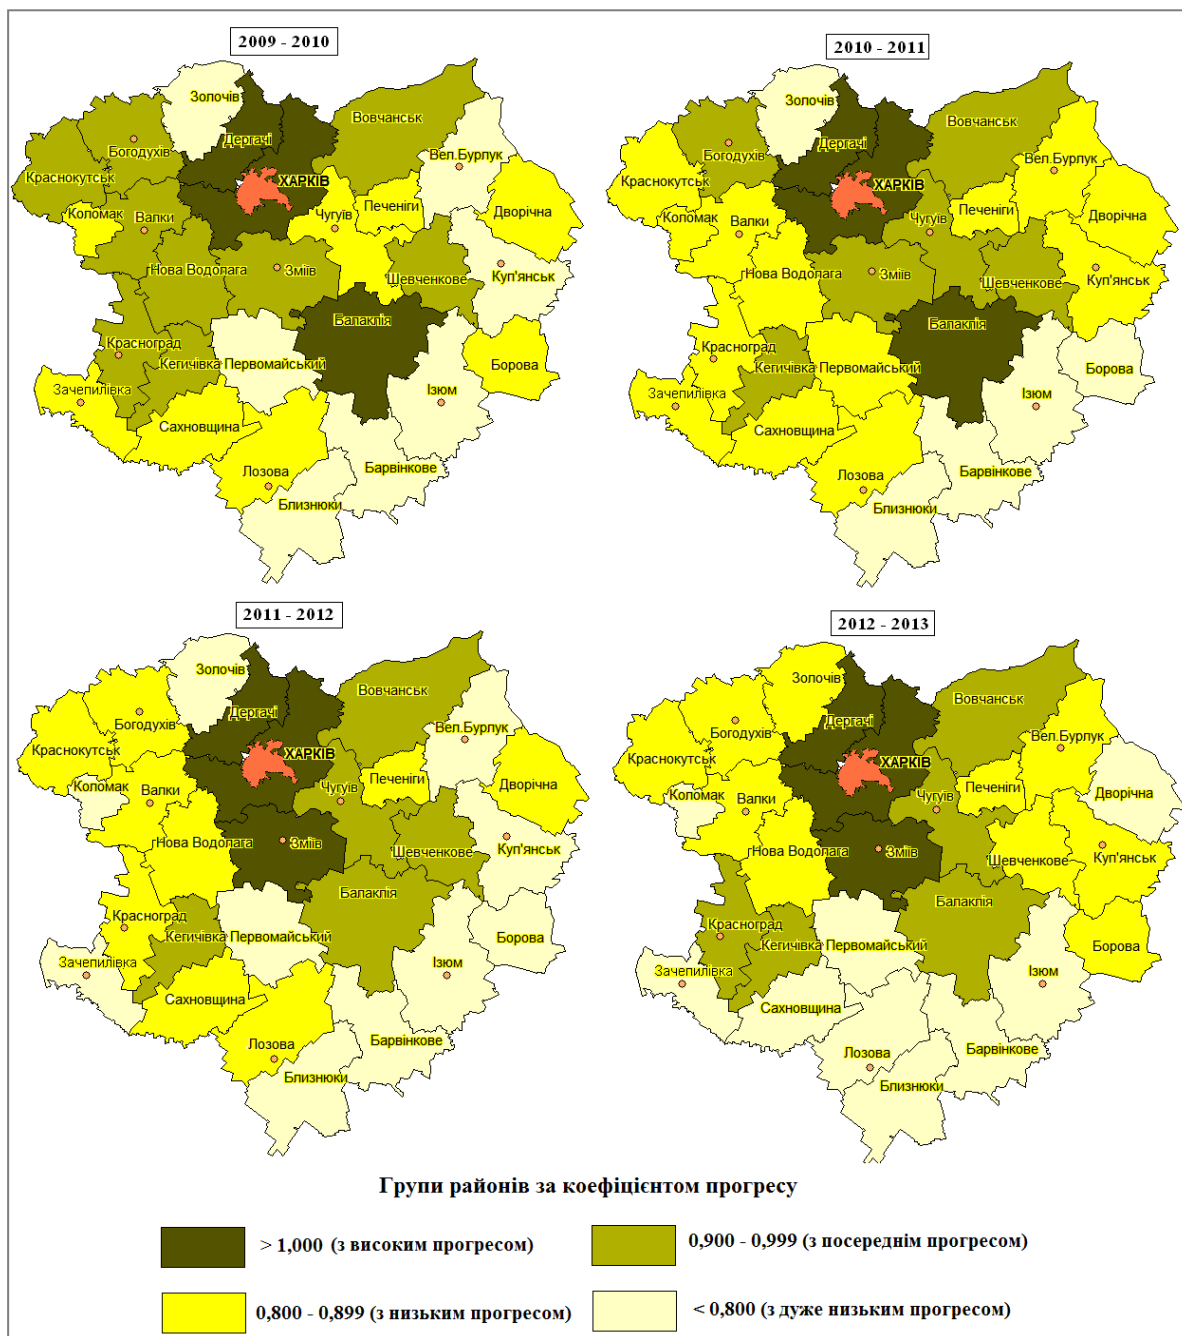 2009 - 2010
Золочів
Дергачі
Вовчанськ
Богодухів
Вел.Бурлук
Краснокутськ
ХАРКІВ
Коломак
Валки
Чугуїв
Печеніги
Дворічна
Нова Водолага
Зміїв
Шевченкове
Куп'янськ
Балаклія
Красноград
Кегичівка
Первомайський
Борова
Зачепилівка
Ізюм
Сахновщина
Лозова
Барвінкове
Близнюки
2010 - 2011
Золочів
Дергачі
Вовчанськ
Богодухів
Вел.Бурлук
Краснокутськ
ХАРКІВ
Коломак
Валки
Чугуїв
Печеніги
Дворічна
Нова Водолага
Зміїв
Шевченкове
Куп'янськ
Балаклія
Красноград
Кегичівка
Первомайський
Борова
Зачепилівка
Ізюм
Сахновщина
Лозова
Барвінкове
Близнюки
2011 - 2012
Золочів
Дергачі
Вовчанськ
Богодухів
Вел.Бурлук
Краснокутськ
ХАРКІВ
Коломак
Валки
Чугуїв
Печеніги
Дворічна
Нова Водолага
Зміїв
Шевченкове
Куп'янськ
Балаклія
Красноград
Кегичівка
Первомайський
Борова
Зачепилівка
Ізюм
Сахновщина
Лозова
Барвінкове
Близнюки
2012 - 2013
Золочів
Дергачі
Вовчанськ
Богодухів
Вел.Бурлук
Краснокутськ
ХАРКІВ
Коломак
Валки
Чугуїв
Печеніги
Дворічна
Нова Водолага
Зміїв
Шевченкове
Куп'янськ
Балаклія
Красноград
Кегичівка
Первомайський
Борова
Зачепилівка
Ізюм
Сахновщина
Лозова
Барвінкове
Близнюки
Групи районів за коефіцієнтом прогресу
> 1,000 (з високим прогресом)
0,900 - 0,999 (з посереднім прогресом)
0,800 - 0,899 (з низьким прогресом)
< 0,800 (з дуже низьким прогресом)